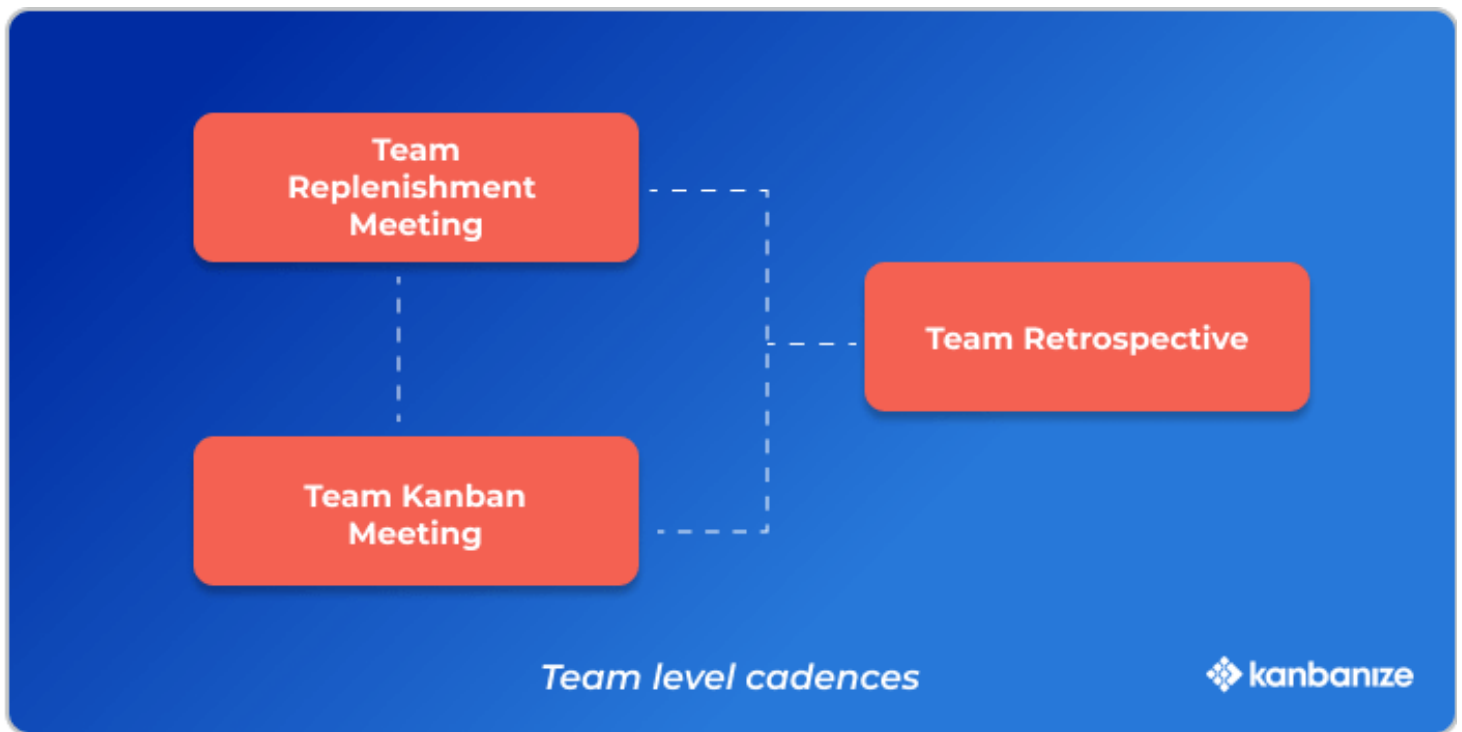 Team
Replenishment
Meeting
Team Retrospective
Team Kanban
Meeting
Team level cadences
kanbanize